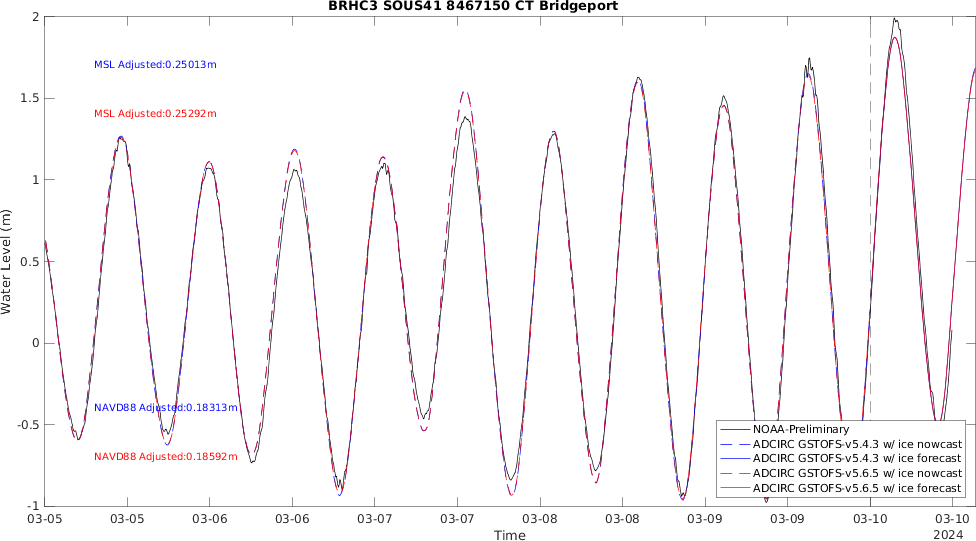 BRHC3 SOUS41 8467150 CT Bridgeport
2
1.5
1
0.5
0
-0.5
-1
Water Level (m)
MSL Adjusted:0.25013m
MSL Adjusted:0.25292m
NAVD88 Adjusted:0.18313m
NAVD88 Adjusted:0.18592m
NOAA-Preliminary
ADCIRC GSTOFS-v5.4.3 w/ ice nowcast
ADCIRC GSTOFS-v5.4.3 w/ ice forecast
ADCIRC GSTOFS-v5.6.5 w/ ice nowcast
ADCIRC GSTOFS-v5.6.5 w/ ice forecast
03-05 03-05 03-06 03-06 03-07 03-07 03-08 03-08 03-09 03-09 03-10 03-10
2024
Time